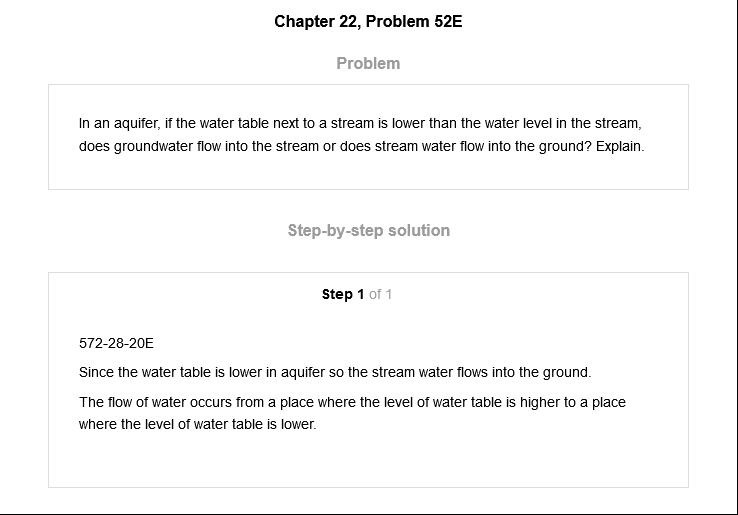 Chapter 22, Problem 52E
Problem
In an aquifer, if the water table next to a stream is lower than the water level in the stream,
does groundwater flow into the stream or does stream water flow into the ground? Explain.
Step-by-step solution
Step 1 of 1
572-28-20E
Since the water table is lower in aquifer so the stream water flows into the ground.
The flow of water occurs from a place where the level of water table is higher to a place
where the level of water table is lower.